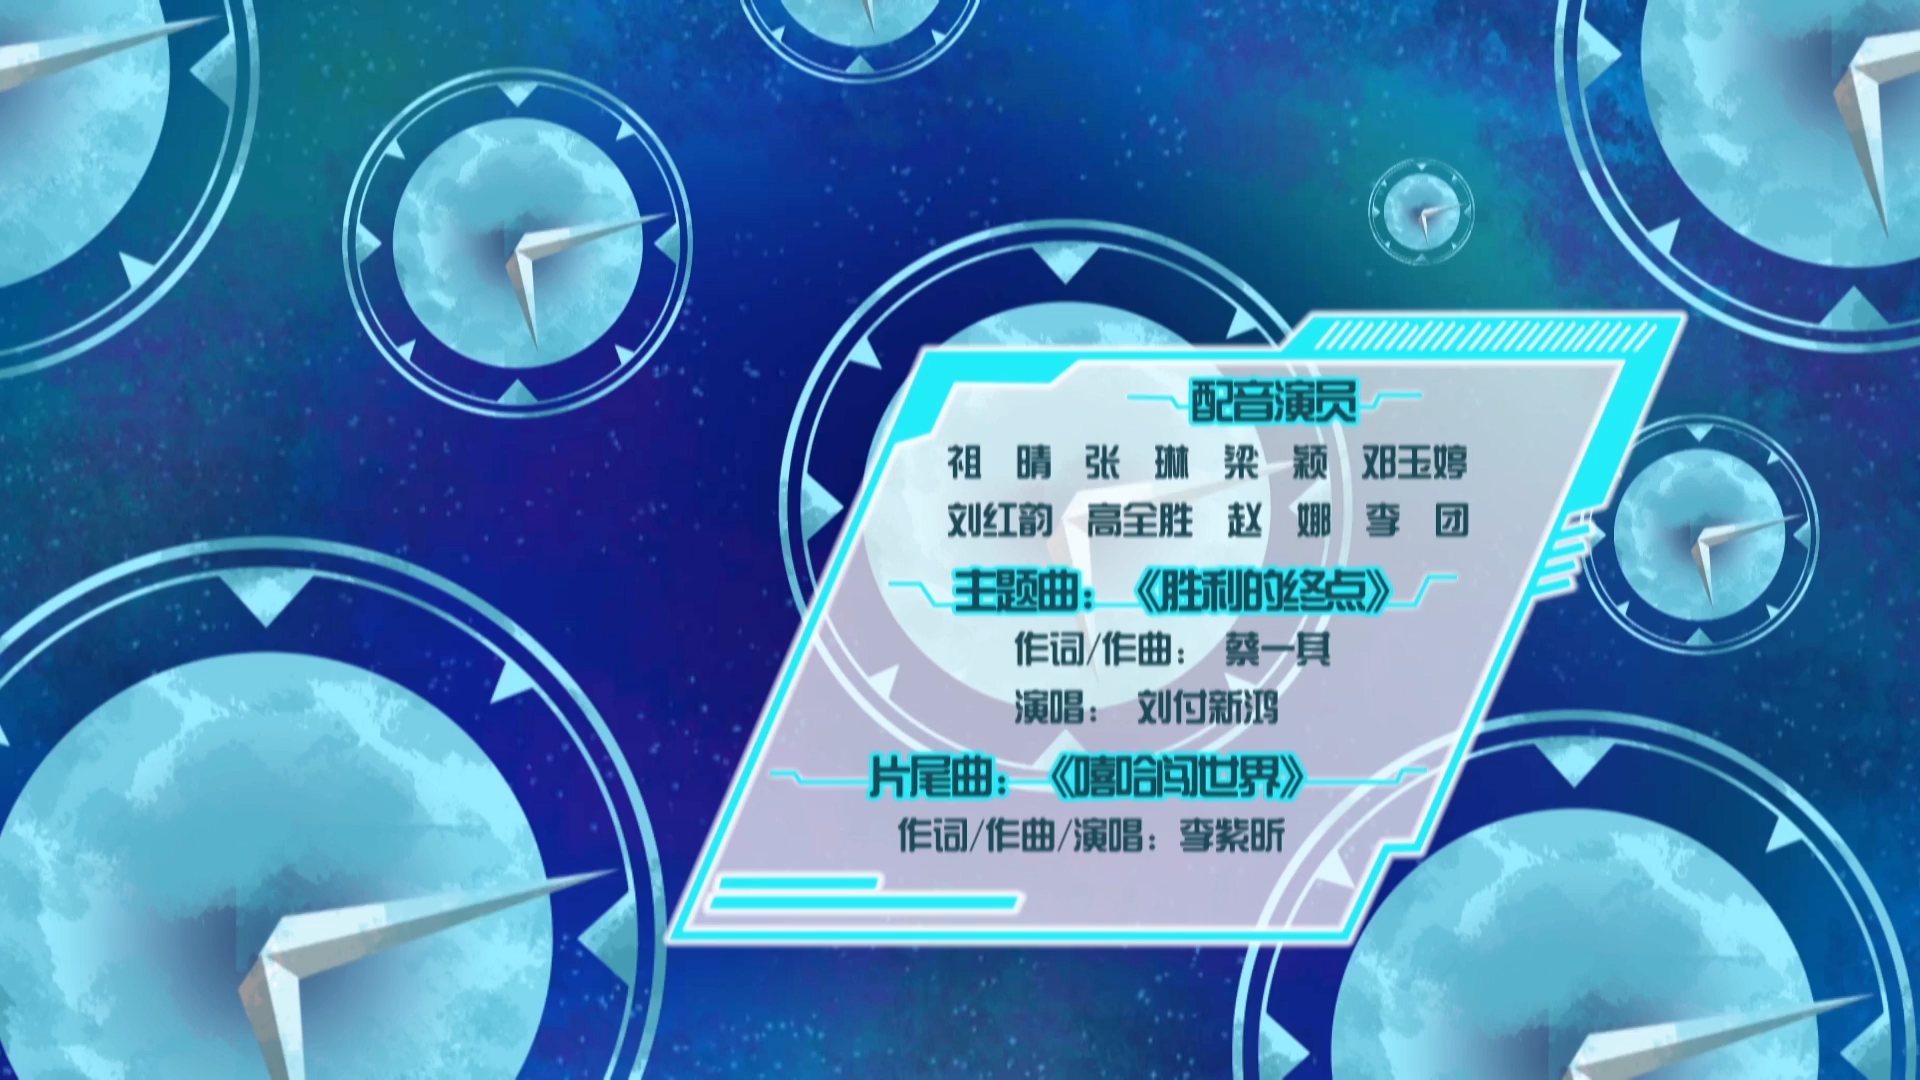 配音演员
祖 晴 张 琳 梁 颖 邓玉婷
刘红韵 高全胜 赵 娜 李 团
主题曲：《胜利的终点》
作词/作曲： 蔡一其
演唱： 刘付新鸿
片尾曲：《嘻哈闯世界》
作词/作曲/演唱：李紫昕